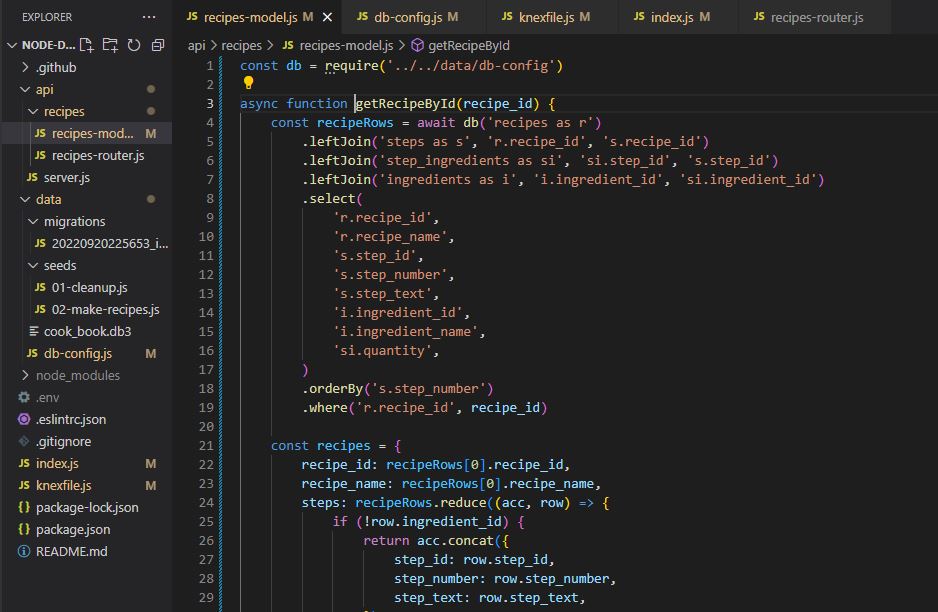 EXPLORER
NODE-D...
.github
api
recipes
JS recipes-mod... M
JS recipes-router.js
JS server.js
data
migrations
JS 20220920225653_i...
seeds
JS 01-cleanup.js
JS 02-make-recipes.js
cook_book.db3
JS db-config.js M
node_modules
.env
.eslintrc.json
.gitignore
JS index.js M
JS knexfile.js M
{} package-lock.json
{} package.json
README.md
JS recipes-model.js M
JS db-config.js M
JS knexfile.js M
JS index.js M
JS recipes-router.js
api > recipes > JS recipes-model.js > getRecipeById
1 const db = require('../../data/db-config')
2
3 async function getRecipeById(recipe_id) {
4 const recipeRows = await db('recipes as r')
5 .leftJoin('steps as s', 'r.recipe_id', 's.recipe_id')
6 .leftJoin('step_ingredients as si', 'si.step_id', 's.step_id')
7 .leftJoin('ingredients as i', 'i.ingredient_id', 'si.ingredient_id')
8 .select(
9 'r.recipe_id',
10 'r.recipe_name',
11 's.step_id',
12 's.step_number',
13 's.step_text',
14 'i.ingredient_id',
15 'i.ingredient_name',
16 'si.quantity',
17 )
18 .orderBy('s.step_number')
19 .where('r.recipe_id', recipe_id)
20
21 const recipes = {
22 recipe_id: recipeRows[0].recipe_id,
23 recipe_name: recipeRows[0].recipe_name,
24 steps: recipeRows.reduce((acc, row) => {
25 if (!row.ingredient_id) {
26 return acc.concat({
27 step_id: row.step_id,
28 step_number: row.step_number,
29 step_text: row.step_text,